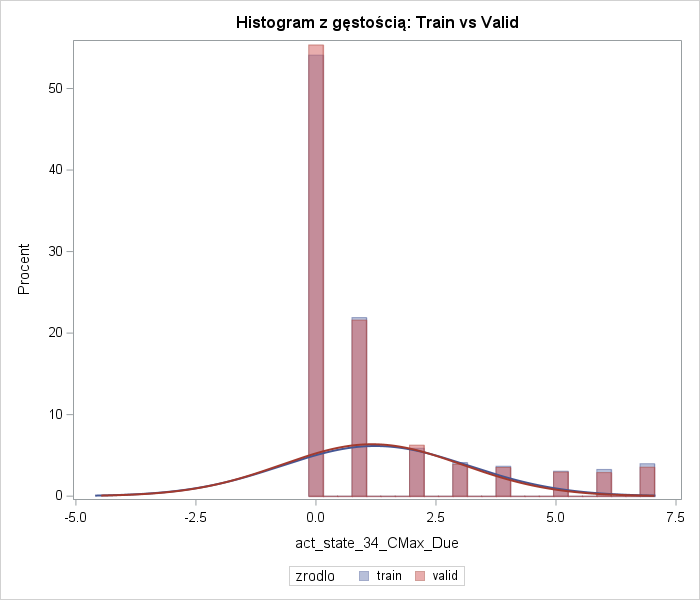 Histogram z gęstością: Train vs Valid
50
40
30
20
10
0
Procent
-5.0 -2.5 0.0 2.5 5.0 7.5
act_state_34_CMax_Due
zrodlo train valid